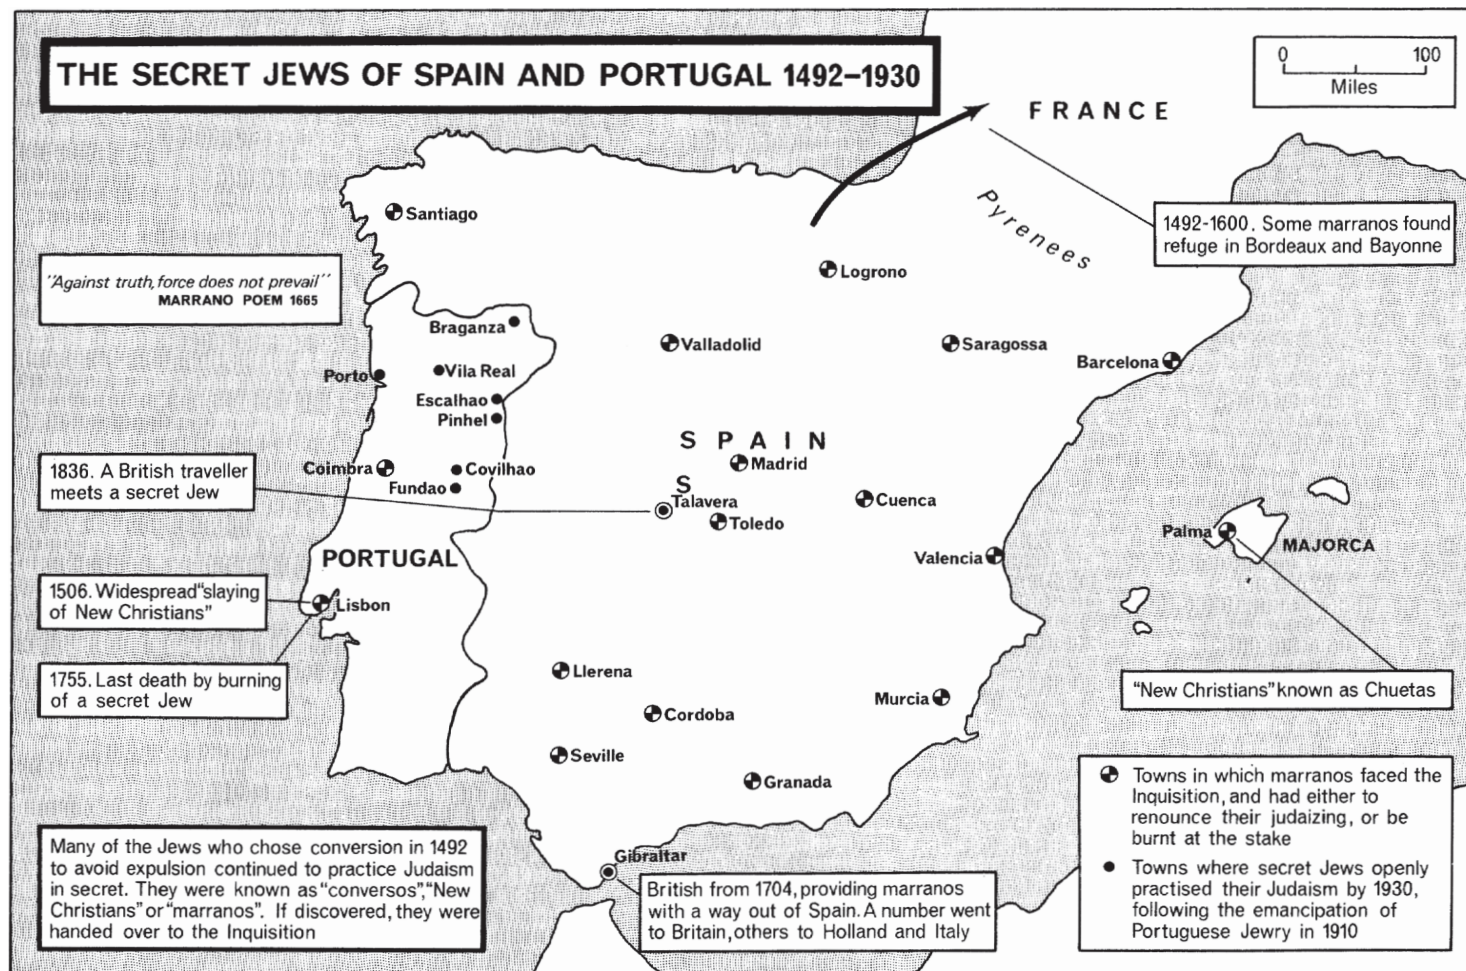 THE SECRET JEWS OF SPAIN AND PORTUGAL 1492–1930
0 100
Miles
FRANCE
Pyrenees
1492-1600. Some marranos found
refuge in Bordeaux and Bayonne
Santiago
Logrono
"Against truth, force does not prevail"
MARRANO POEM 1665
Braganza
Valladolid
Saragossa
Barcelona
Porto
Vila Real
Escalhao
Pinhel
SPAIN
Madrid
S
1836. A British traveller
meets a secret Jew
Coimbra
Covilhao
Fundao
Talavera
Toledo
Cuenca
Valencia
Palma
MAJORCA
PORTUGAL
1506. Widespread "slaying
of New Christians"
Lisbon
1755. Last death by burning
of a secret Jew
Llerena
Cordoba
Murcia
Seville
Granada
"New Christians" known as Chuetas
Towns in which marranos faced the
Inquisition, and had either to
renounce their judaizing, or be
burnt at the stake
Towns where secret Jews openly
practised their Judaism by 1930,
following the emancipation of
Portuguese Jewry in 1910
Many of the Jews who chose conversion in 1492
to avoid expulsion continued to practice Judaism
in secret. They were known as "conversos", "New
Christians" or "marranos". If discovered, they were
handed over to the Inquisition
Gibraltar
British from 1704, providing marranos
with a way out of Spain. A number went
to Britain, others to Holland and Italy